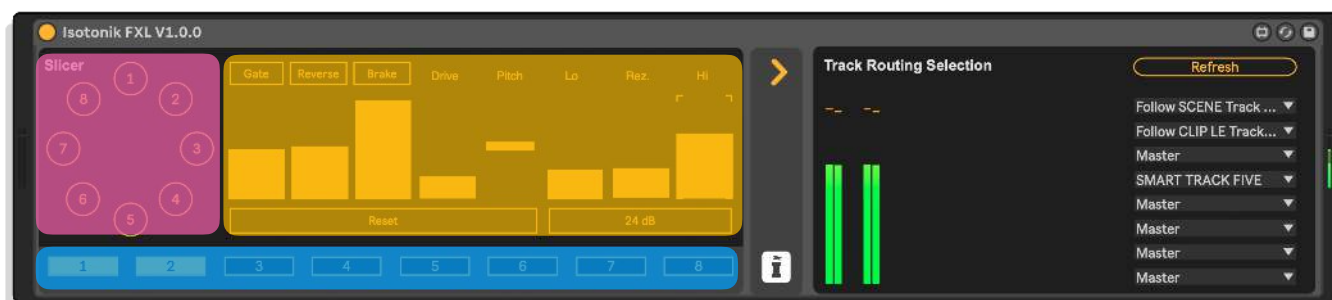 Isotonik FXL V1.0.0
Slicer
1
2
3
4
5
6
7
8
Gate Reverse Brake Drive Pitch Lo Rez. Hi
Reset 24 dB
1 2 3 4 5 6 7 8
Track Routing Selection
Refresh
Follow SCENE Track ...
Follow CLIP LE Track...
Master
SMART TRACK FIVE
Master
Master
Master
Master